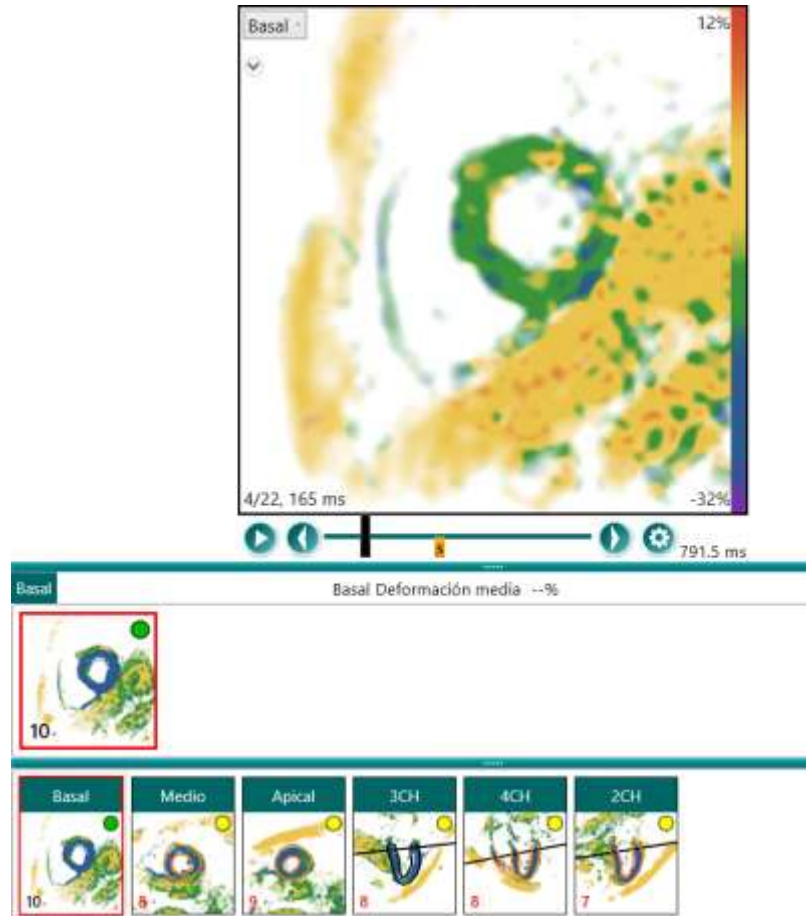 Basal
12%
4/22, 165 ms
-32%
S
791.5 ms
Basal
Basal Deformación media --%
10
Basal Medio Apical 3CH 4CH 2CH
10 8 9 8 8 7